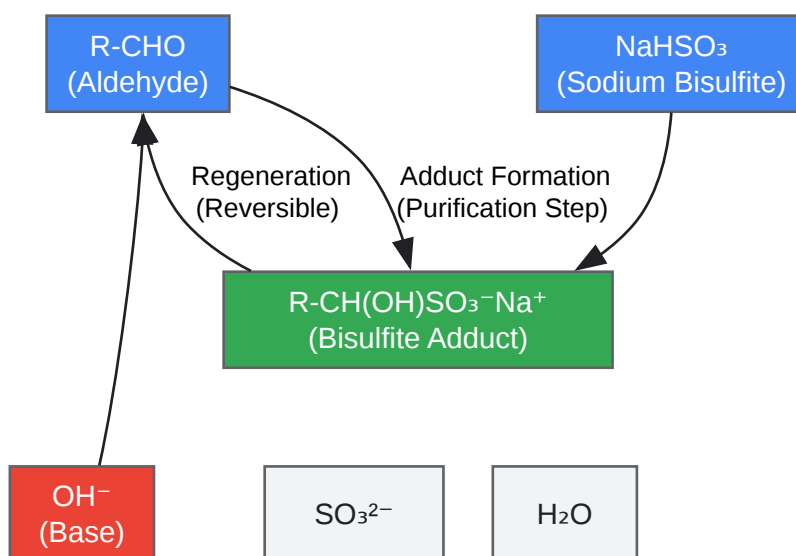 R-CHO
(Aldehyde)
NaHSO₃
(Sodium Bisulfite)
Regeneration
(Reversible)
Adduct Formation
(Purification Step)
R-CH(OH)SO₃⁻Na⁺
(Bisulfite Adduct)
OH⁻
(Base)
SO₃²⁻
H₂O